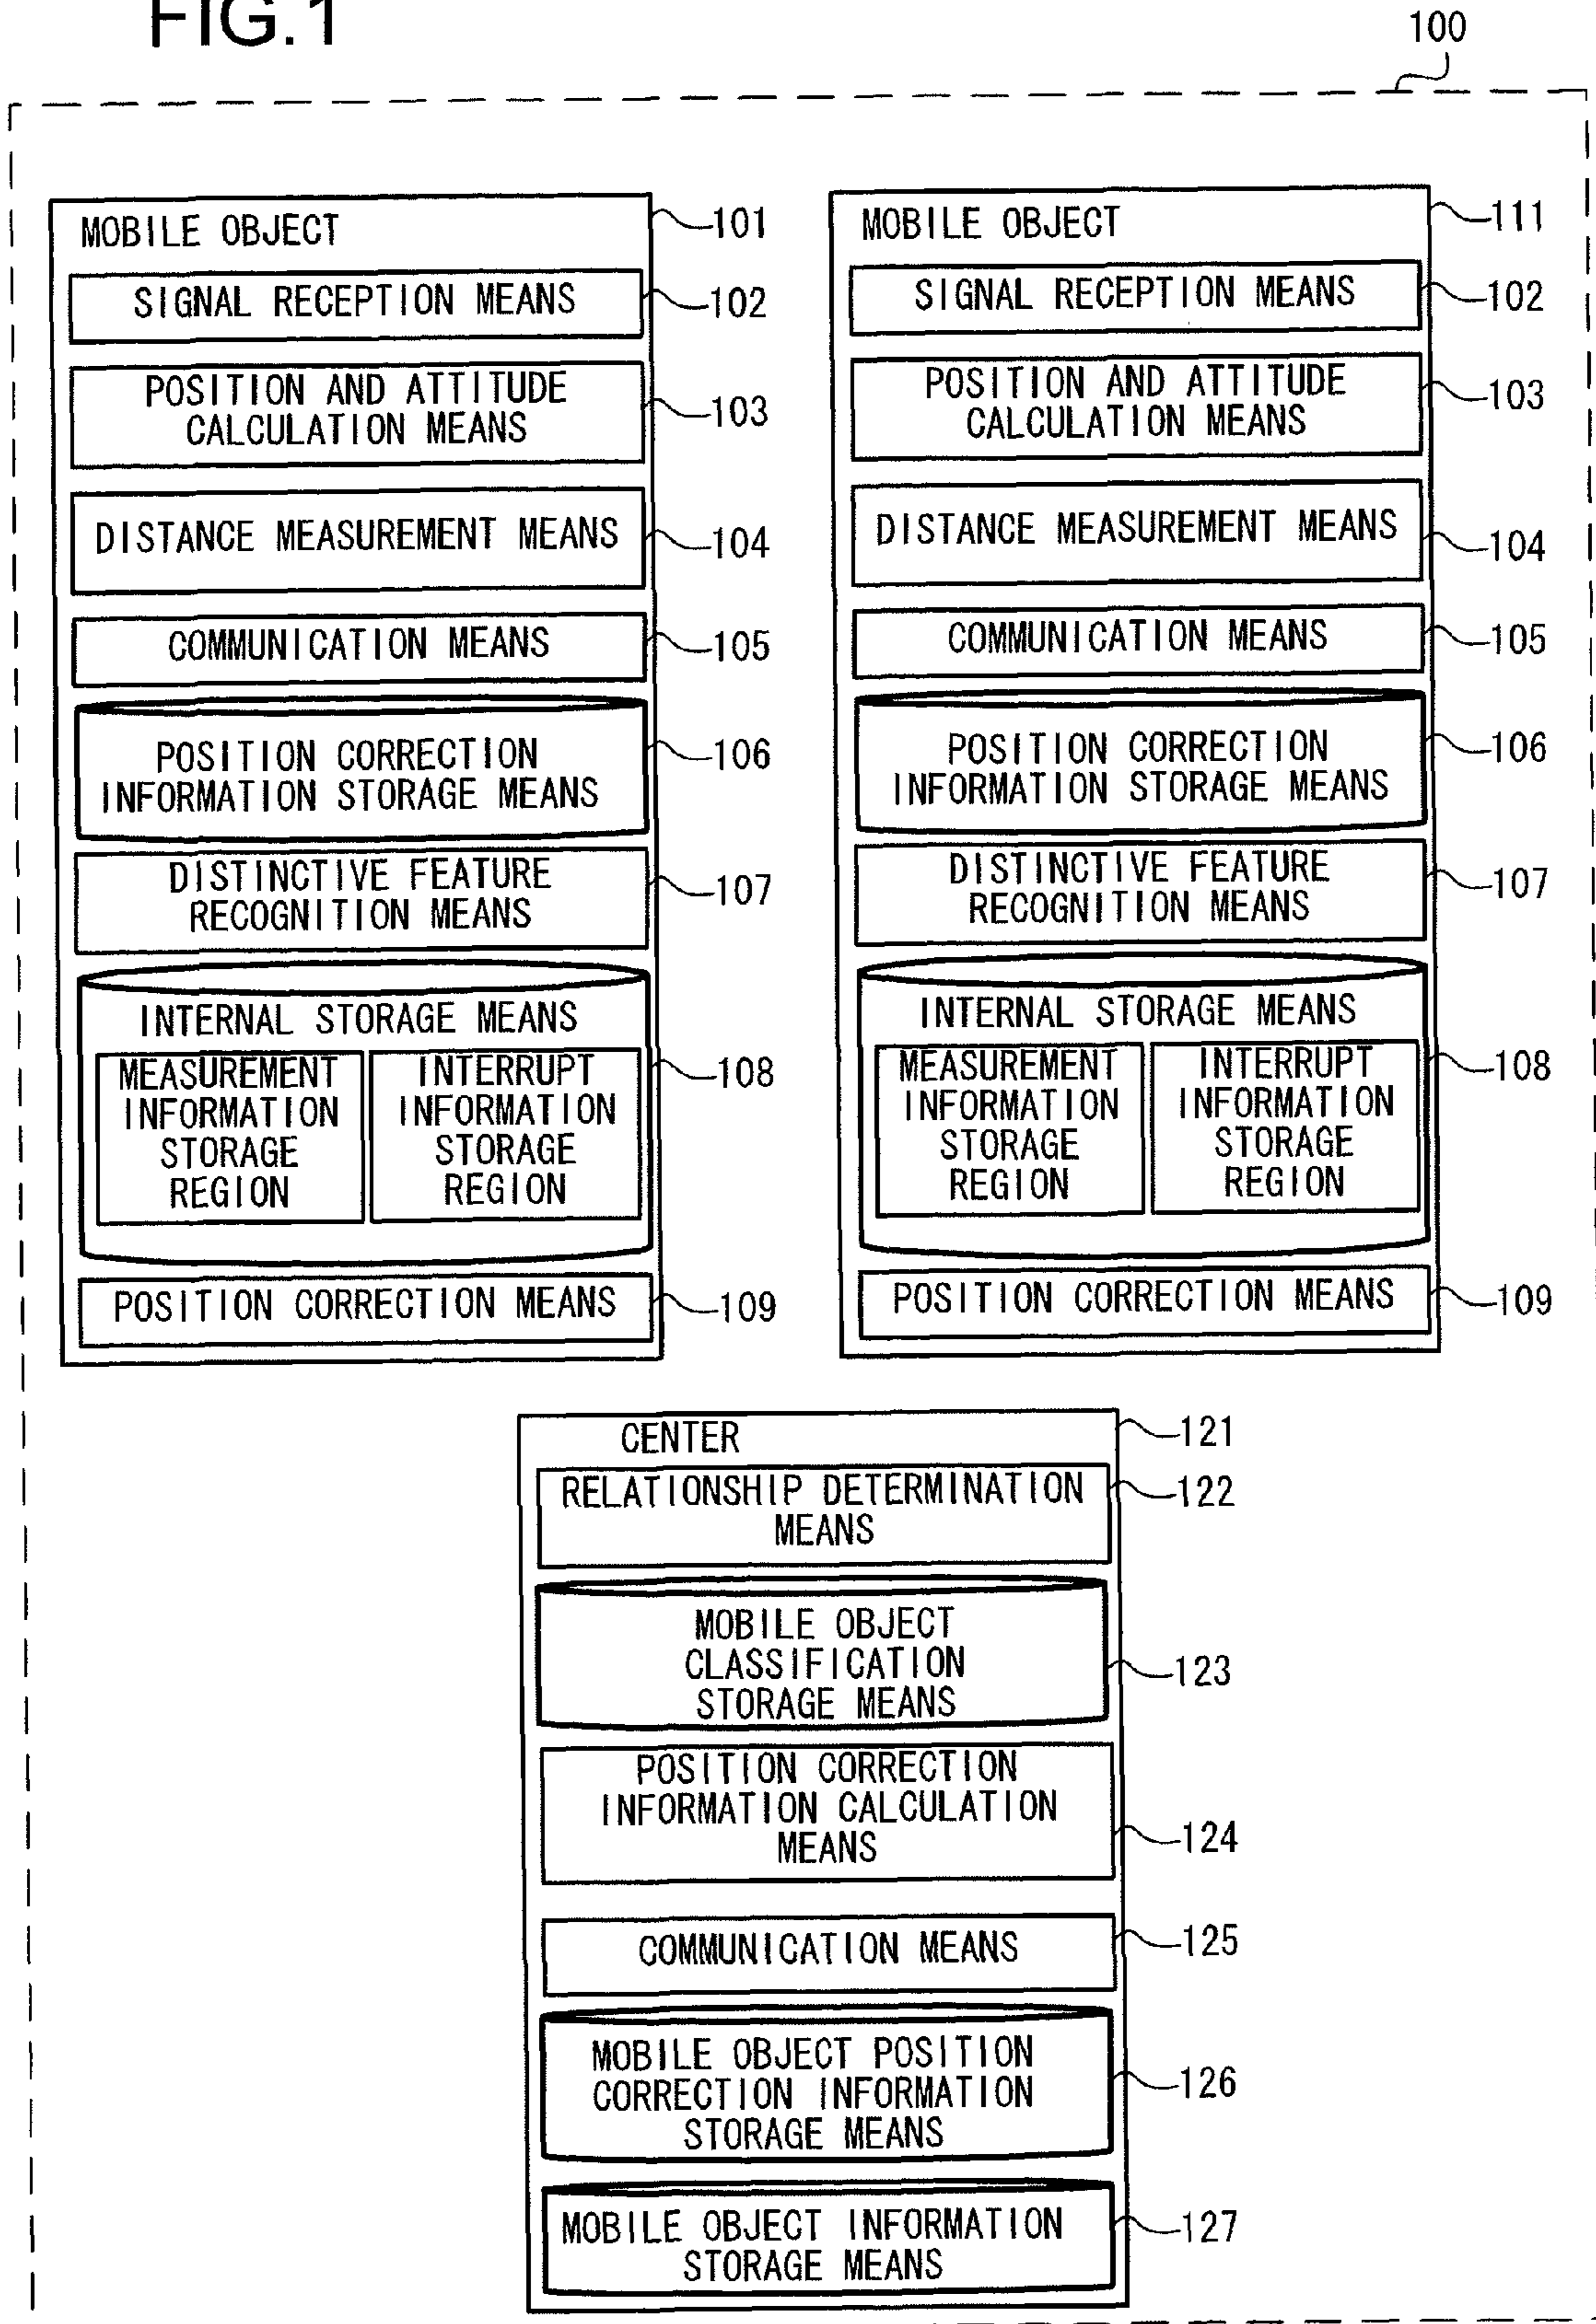 FIG.1
100
MOBILE OBJECT
101
SIGNAL RECEPTION MEANS
102
POSITION AND ATTITUDE
CALCULATION MEANS
103
DISTANCE MEASUREMENT MEANS
104
COMMUNICATION MEANS
105
POSITION CORRECTION
INFORMATION STORAGE MEANS
106
DISTINCTIVE FEATURE
RECOGNITION MEANS
107
INTERNAL STORAGE MEANS
MEASUREMENT
INFORMATION
STORAGE
REGION
INTERRUPT
INFORMATION
STORAGE
REGION
108
POSITION CORRECTION MEANS
109
MOBILE OBJECT
111
SIGNAL RECEPTION MEANS
102
POSITION AND ATTITUDE
CALCULATION MEANS
103
DISTANCE MEASUREMENT MEANS
104
COMMUNICATION MEANS
105
POSITION CORRECTION
INFORMATION STORAGE MEANS
106
DISTINCTIVE FEATURE
RECOGNITION MEANS
107
INTERNAL STORAGE MEANS
MEASUREMENT
INFORMATION
STORAGE
REGION
INTERRUPT
INFORMATION
STORAGE
REGION
108
POSITION CORRECTION MEANS
109
CENTER
121
RELATIONSHIP DETERMINATION
MEANS
122
MOBILE OBJECT
CLASSIFICATION
STORAGE MEANS
123
POSITION CORRECTION
INFORMATION CALCULATION
MEANS
124
COMMUNICATION MEANS
125
MOBILE OBJECT POSITION
CORRECTION INFORMATION
STORAGE MEANS
126
MOBILE OBJECT INFORMATION
STORAGE MEANS
127